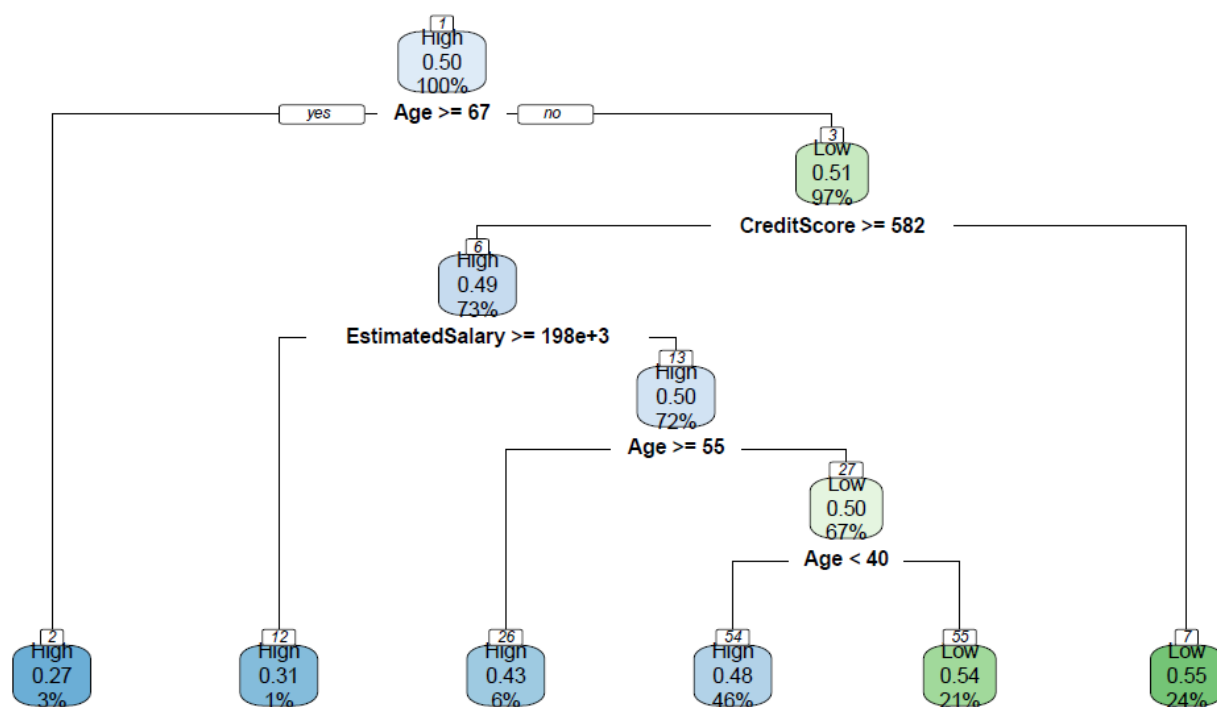 1
High
0.50
100%
yes Age >= 67 no
3
Low
0.51
97%
CreditScore >= 582
6
High
0.49
73%
EstimatedSalary >= 198e+3
13
High
0.50
72%
Age >= 55
27
Low
0.50
67%
Age < 40
2
High
0.27
3%
12
High
0.31
1%
26
High
0.43
6%
54
High
0.48
46%
55
Low
0.54
21%
7
Low
0.55
24%